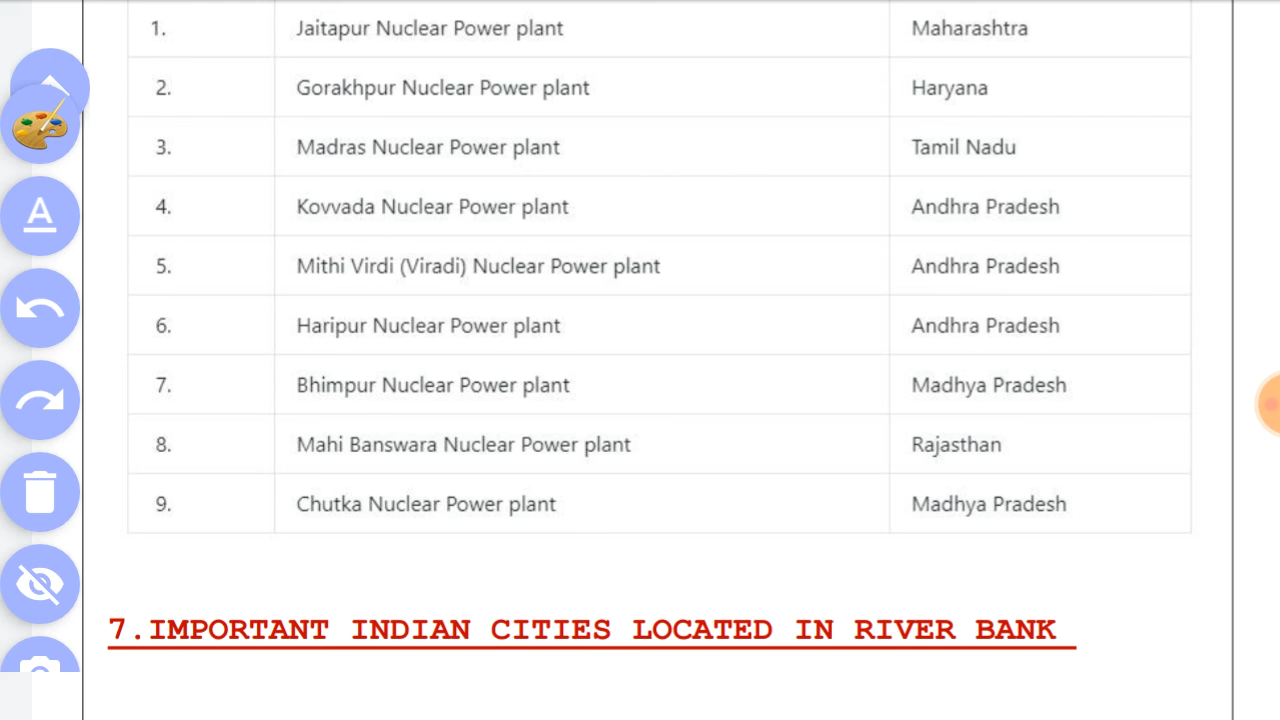 1. Jaitapur Nuclear Power plant Maharashtra
2. Gorakhpur Nuclear Power plant Haryana
3. Madras Nuclear Power plant Tamil Nadu
4. Kovvada Nuclear Power plant Andhra Pradesh
5. Mithi Virdi (Viradi) Nuclear Power plant Andhra Pradesh
6. Haripur Nuclear Power plant Andhra Pradesh
7. Bhimpur Nuclear Power plant Madhya Pradesh
8. Mahi Banswara Nuclear Power plant Rajasthan
9. Chutka Nuclear Power plant Madhya Pradesh
A
7.IMPORTANT INDIAN CITIES LOCATED IN RIVER BANK